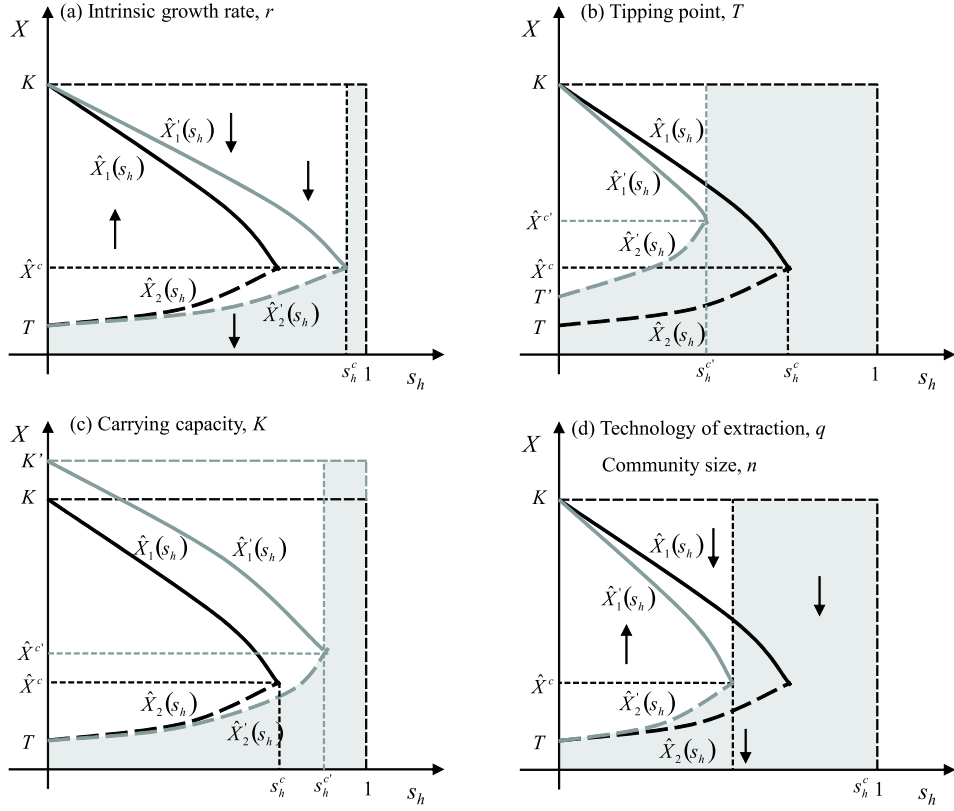 (a) Intrinsic growth rate, r
X
K
X̂′₁(sₕ)
X̂₁(sₕ)
X̂ᶜ
X̂₂(sₕ)
X̂′₂(sₕ)
T
sₕᶜ 1 sₕ
(b) Tipping point, T
X
K
X̂₁(sₕ)
X̂′₁(sₕ)
X̂ᶜ′
X̂′₂(sₕ)
X̂ᶜ
T’
T
X̂₂(sₕ)
sₕᶜ′ sₕᶜ 1 sₕ
(c) Carrying capacity, K
X
K’
K
X̂₁(sₕ) X̂′₁(sₕ)
X̂ᶜ′
X̂ᶜ
X̂₂(sₕ)
X̂′₂(sₕ)
T
sₕᶜ sₕᶜ′ 1 sₕ
(d) Technology of extraction, q
X
Community size, n
K
X̂₁(sₕ)
X̂′₁(sₕ)
X̂ᶜ
X̂′₂(sₕ)
T
X̂₂(sₕ)
sₕᶜ 1 sₕ